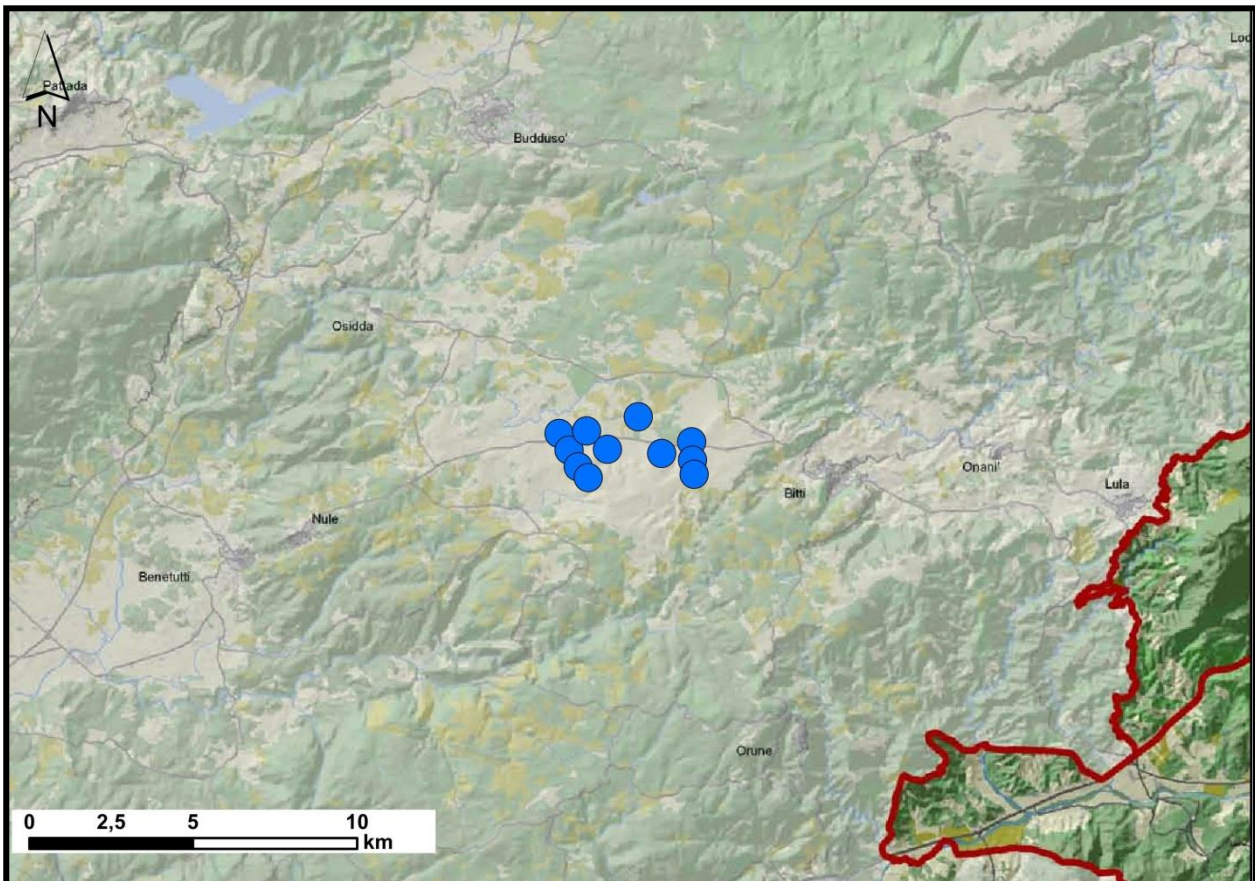 Pattada
N
Budduso'
Osidda
Onani'
Bitti
Lula
Nule
Benetutti
Orune
0 2,5 5 10
km